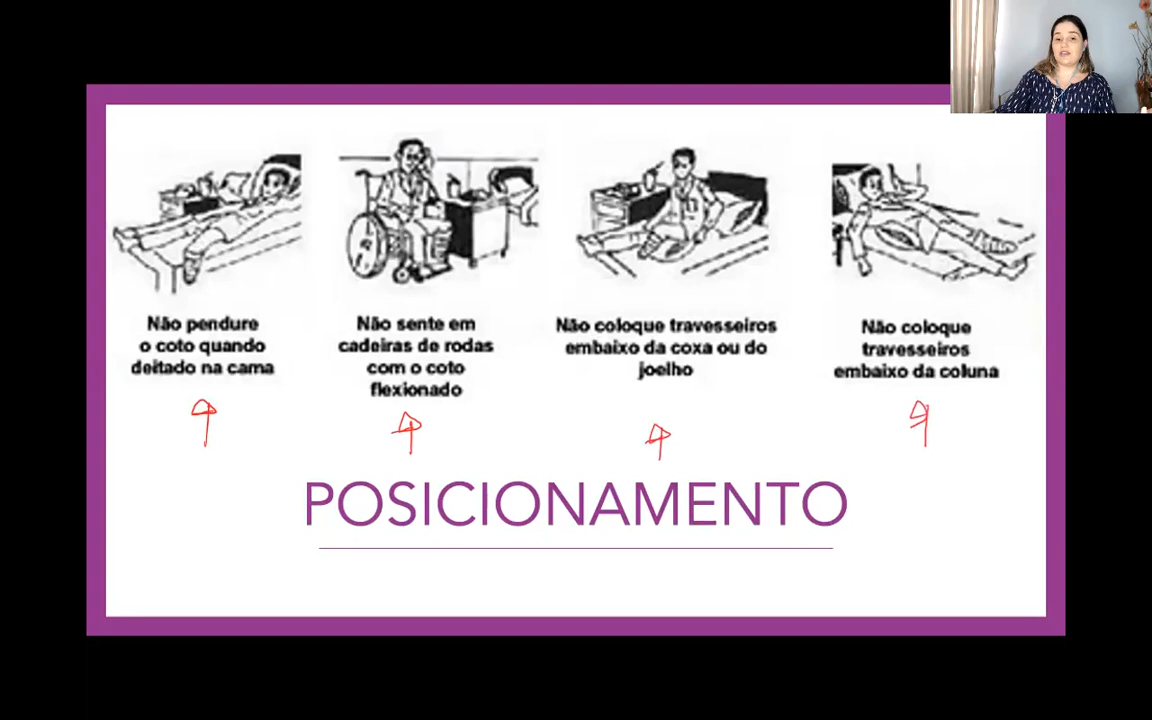 Não pendure
o coto quando
deitado na cama
Não sente em
cadeiras de rodas
com o coto
flexionado
Não coloque travesseiros
embaixo da coxa ou do
joelho
Não coloque
travesseiros
embaixo da coluna
POSICIONAMENTO